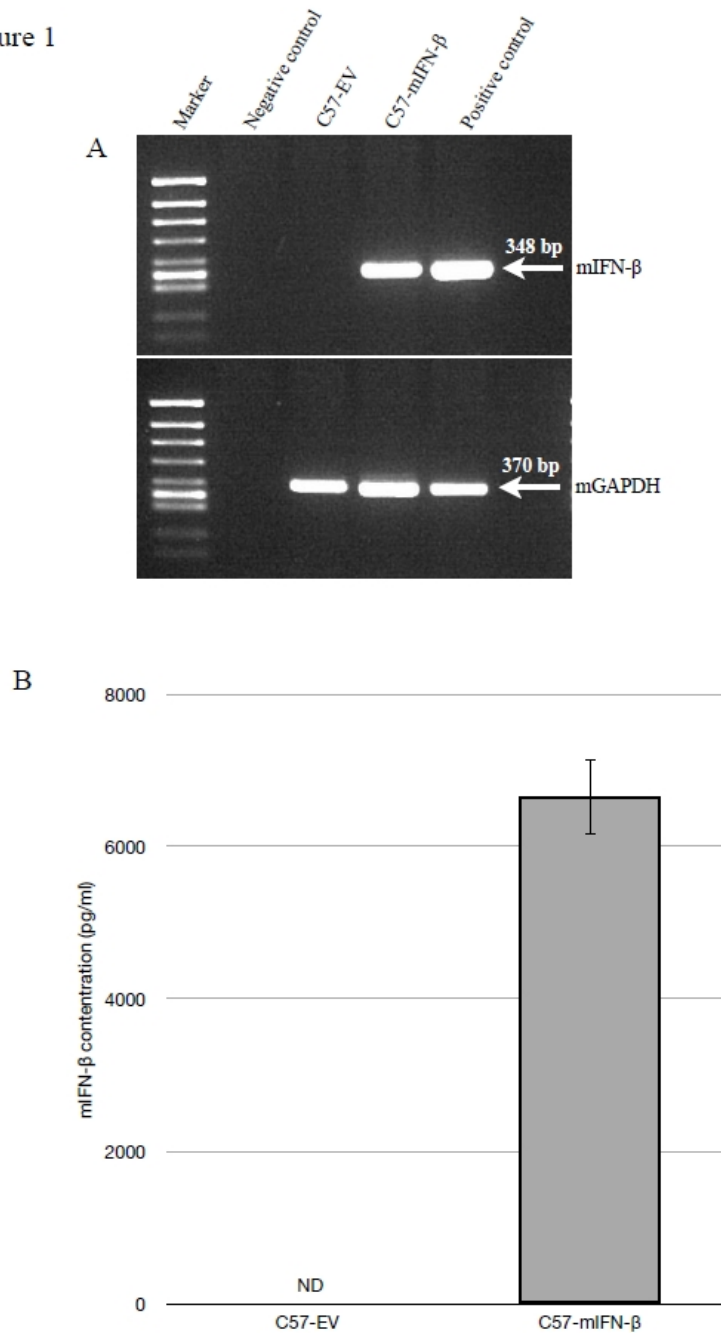 ure 1
Marker
Negative control
C57-EV
C57-mIFN-β
Positive control
A
348 bp
mIFN-β
370 bp
mGAPDH
B
8000
6000
4000
2000
0
mIFN-β contentration (pg/ml)
ND
C57-EV
C57-mIFN-β